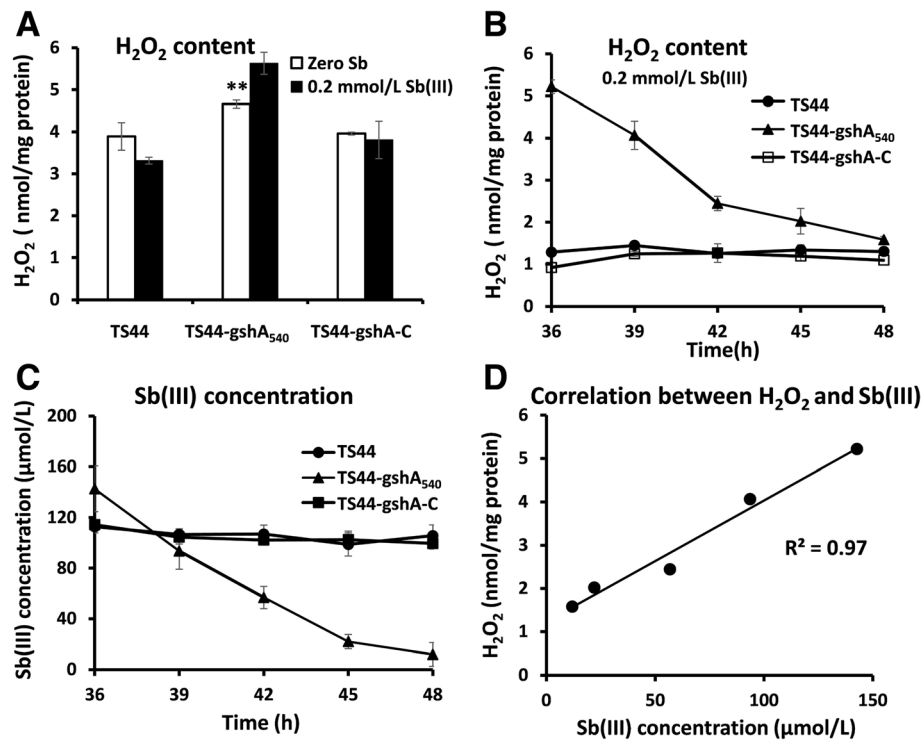 A
H₂O₂ content
Zero Sb
0.2 mmol/L Sb(III)
**
H₂O₂ ( nmol/mg protein)
6
5
4
3
2
1
0
TS44 TS44-gshA₅₄₀ TS44-gshA-C
B
H₂O₂ content
0.2 mmol/L Sb(III)
TS44
TS44-gshA₅₄₀
TS44-gshA-C
H₂O₂ ( nmol/mg protein)
6
5
4
3
2
1
0
36 39 42 45 48
Time(h)
C
Sb(III) concentration
TS44
TS44-gshA₅₄₀
TS44-gshA-C
Sb(III) concentration (μmol/L)
200
160
120
80
40
0
36 39 42 45 48
Time (h)
D
Correlation between H₂O₂ and Sb(III)
R² = 0.97
H₂O₂ (nmol/mg protein)
6
5
4
3
2
1
0
0 50 100 150
Sb(III) concentration (μmol/L)